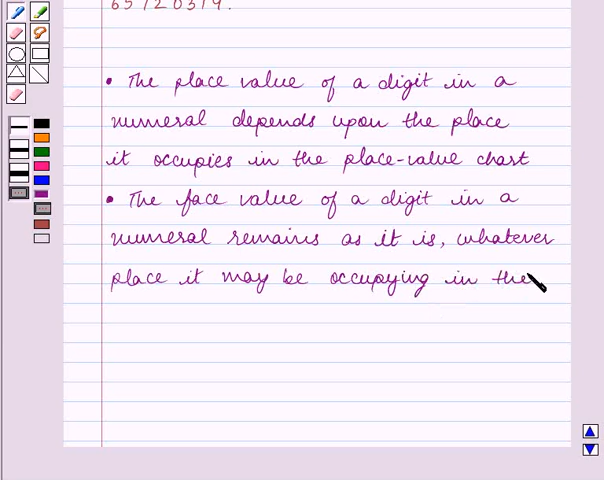 65720319.
• The place value of a digit in a
numeral depends upon the place
it occupies in the place-value chart
• The face value of a digit in a
numeral remains as it is, whatever
place it may be occupying in the